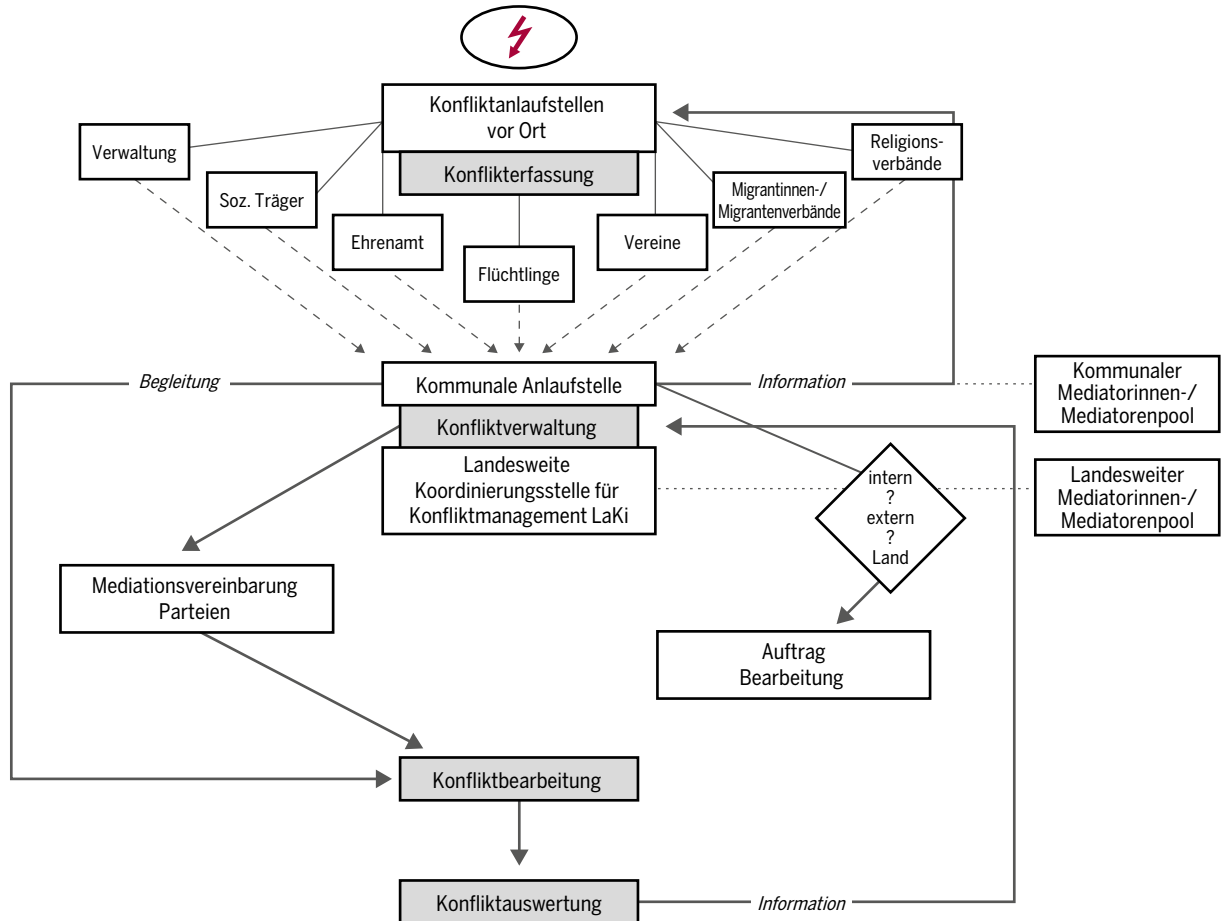 Konfliktanlaufstellen
vor Ort
Konflikterfassung
Verwaltung
Soz. Träger
Ehrenamt
Flüchtlinge
Vereine
Migrantinnen-/
Migrantenverbände
Religions-
verbände
Begleitung
Kommunale Anlaufstelle
Information
Kommunaler
Mediatorinnen-/
Mediatorenpool
Konfliktverwaltung
Landesweite
Koordinierungsstelle für
Konfliktmanagement LaKi
intern
?
extern
?
Land
Landesweiter
Mediatorinnen-/
Mediatorenpool
Mediationsvereinbarung
Parteien
Auftrag
Bearbeitung
Konfliktbearbeitung
Konfliktauswertung
Information